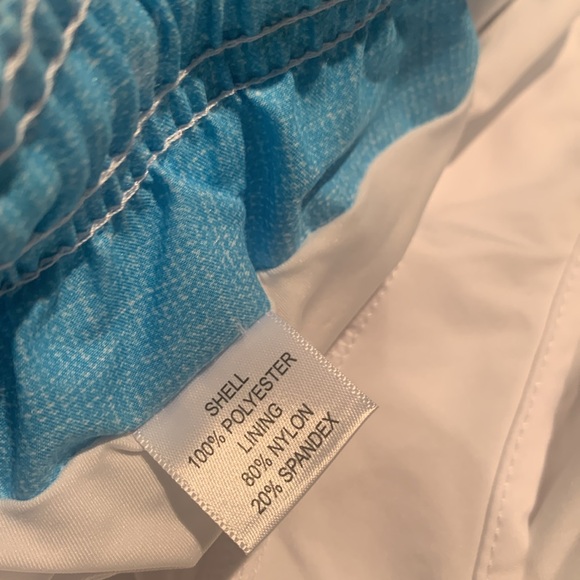 SHELL
100% POLYESTER
LINING
80% NYLON
20% SPANDEX